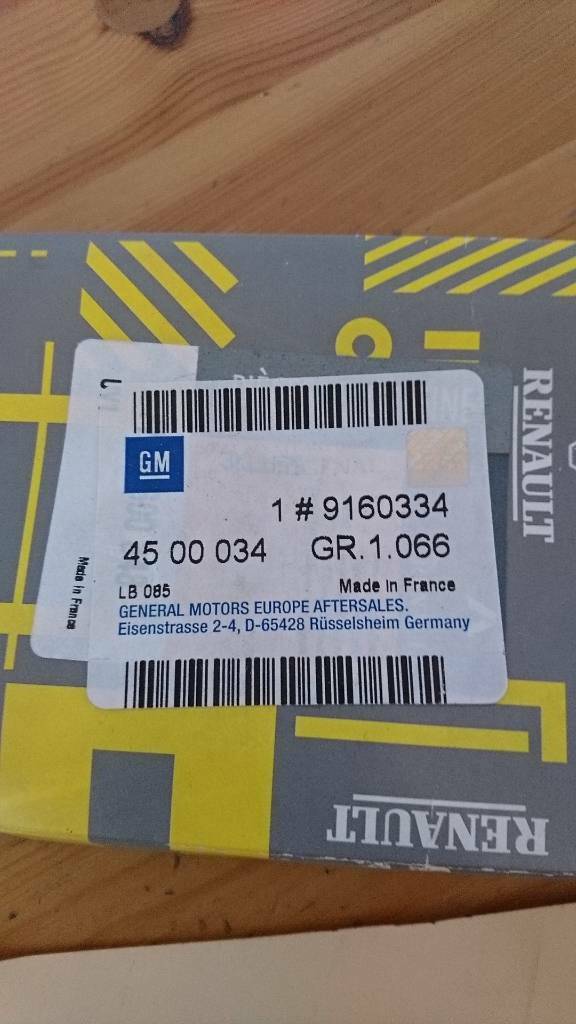 GM
1 # 9160334
45 00 034 GR.1.066
LB 085 Made in France
GENERAL MOTORS EUROPE AFTERSALES.
Eisenstrasse 2-4, D-65428 Rüsselsheim Germany
Made in France
RENAULT
RENAULT